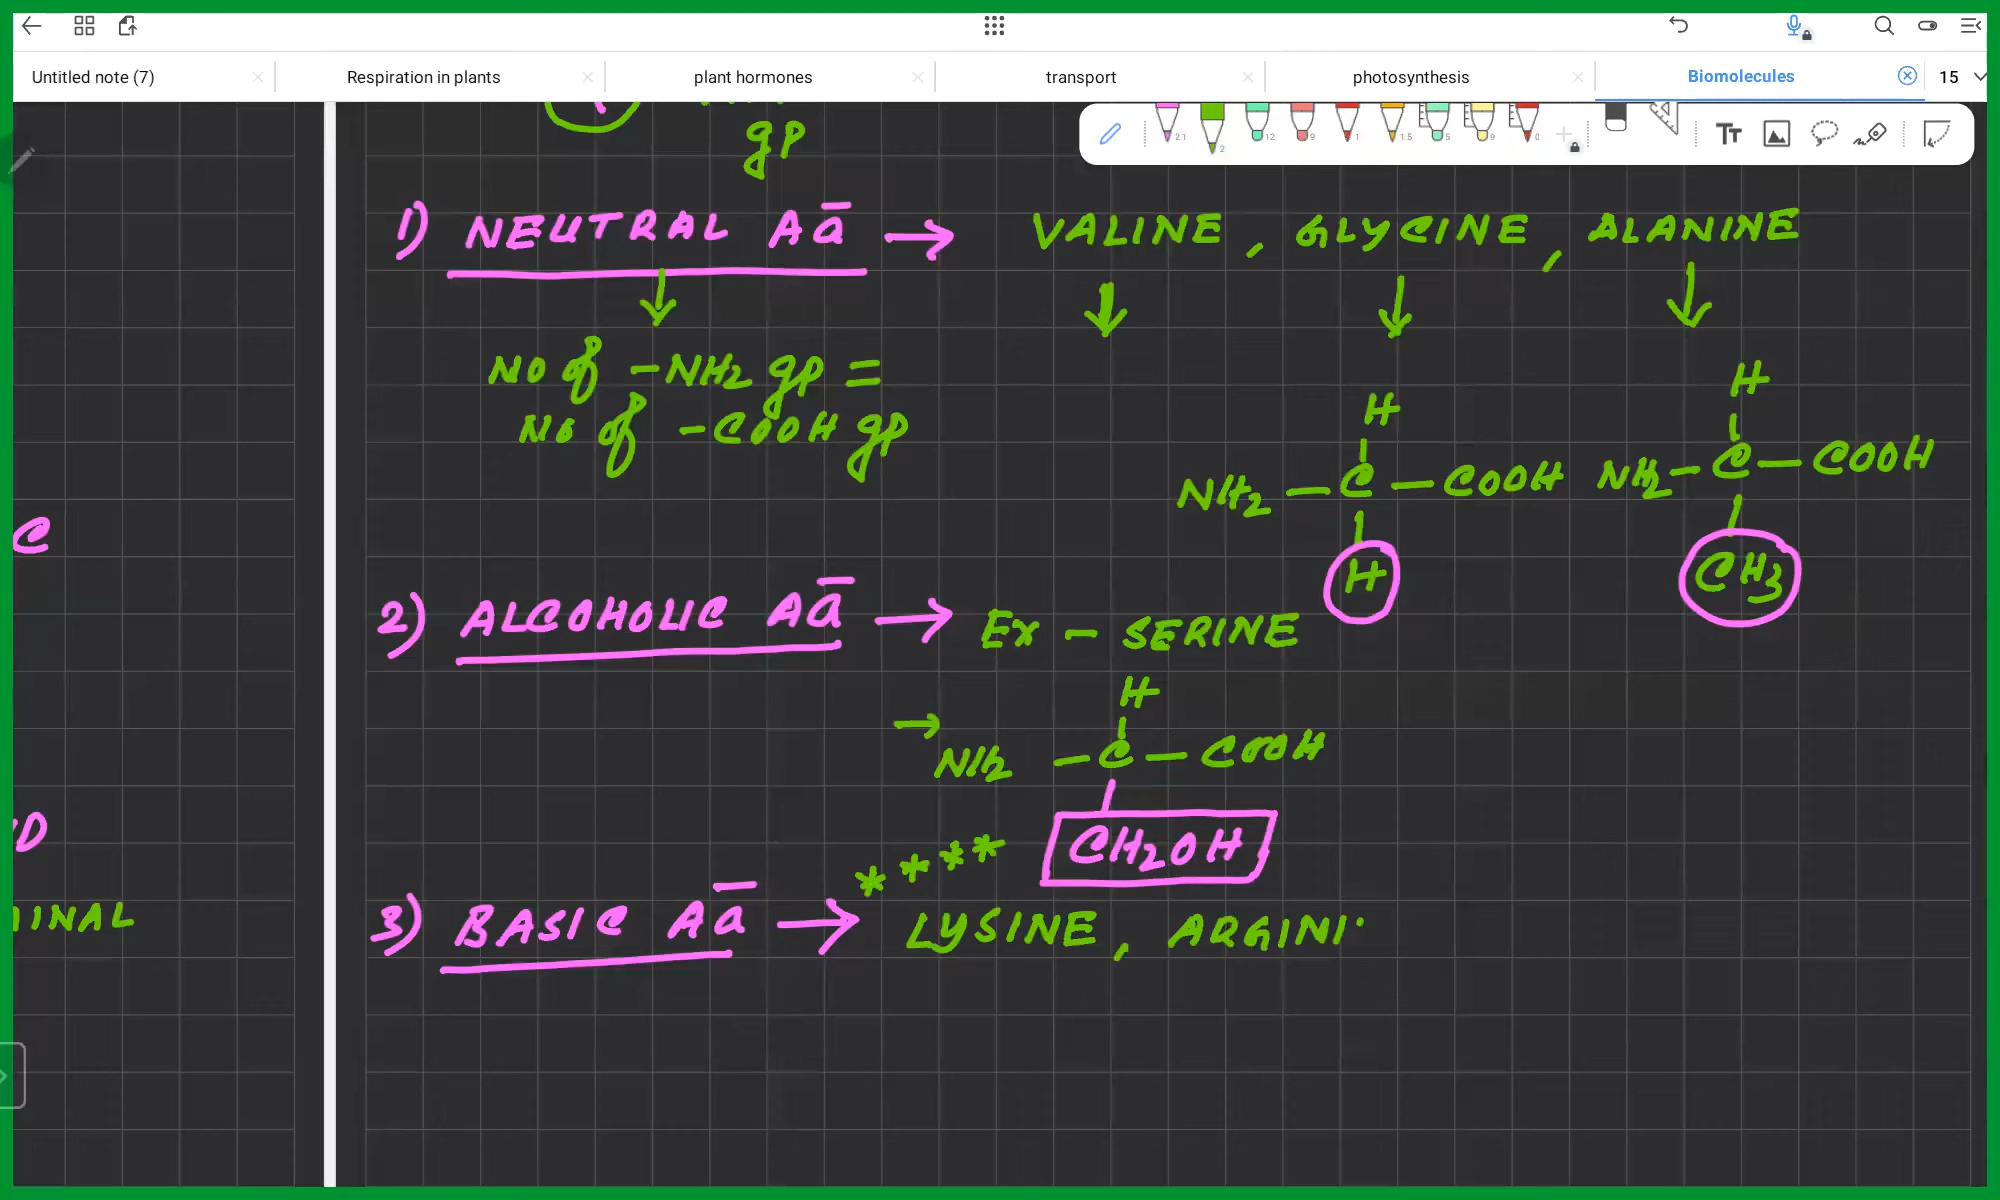 Untitled note (7) Respiration in plants plant hormones transport photosynthesis Biomolecules 15
gp
1) NEUTRAL Aā → VALINE, GLYCINE, ALANINE
NO of -NH2 gp =
NO of -COOH gp
H
H
NH2 - C - COOH
NH2 - C - COOH
H
CH3
C
2) ALCOHOLIC Aā → Ex - SERINE
H
→ NH2 - C - COOH
CH2OH
D
****
3) BASIC Aā → LYSINE, ARGINI
INAL